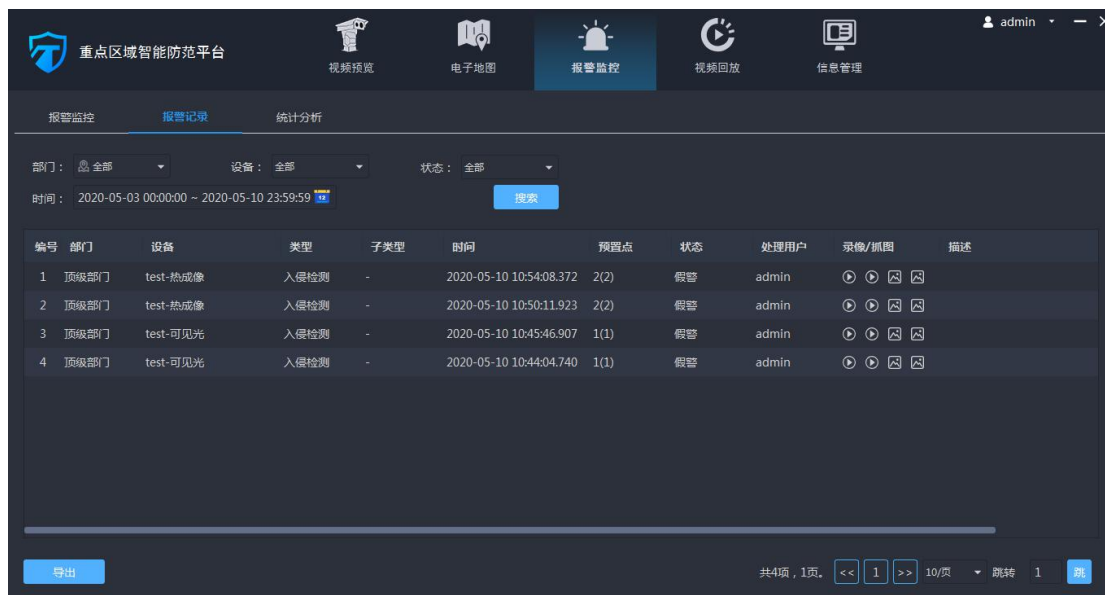 admin
重点区域智能防范平台
视频预览 电子地图 报警监控 视频回放 信息管理
报警监控 报警记录 统计分析
部门： 全部 设备： 全部 状态： 全部
时间： 2020-05-03 00:00:00 ~ 2020-05-10 23:59:59 12 搜索
编号 部门 设备 类型 子类型 时间 预置点 状态 处理用户 录像/抓图 描述
1 顶级部门 test-热成像 入侵检测 - 2020-05-10 10:54:08.372 2(2) 假警 admin
2 顶级部门 test-热成像 入侵检测 - 2020-05-10 10:50:11.923 2(2) 假警 admin
3 顶级部门 test-可见光 入侵检测 - 2020-05-10 10:45:46.907 1(1) 假警 admin
4 顶级部门 test-可见光 入侵检测 - 2020-05-10 10:44:04.740 1(1) 假警 admin
导出 共4项，1页。 << 1 >> 10/页 跳转 1 跳